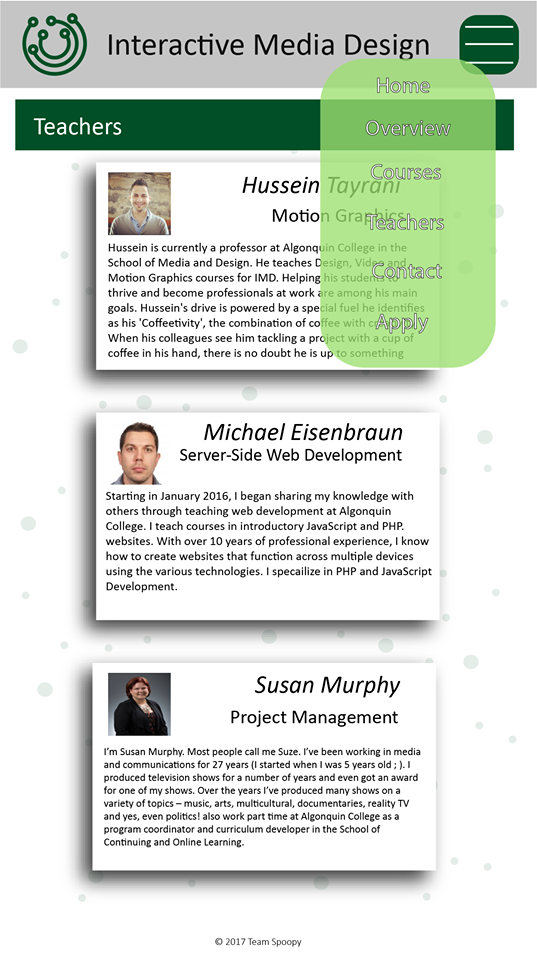 Interactive Media Design
Home
Overview
Courses
Teachers
Contact
Apply
Teachers
Hussein Tayrani
Motion Graphics
Hussein is currently a professor at Algonquin College in the
School of Media and Design. He teaches Design, Video and
Motion Graphics courses for IMD. Helping his students to
thrive and become professionals at work are among his main
goals. Hussein's drive is powered by a special fuel he identifies
as his 'Coffeetivity', the combination of coffee with
When his colleagues see him tackling a project with a cup of
coffee in his hand, there is no doubt he is up to something
Michael Eisenbraun
Server-Side Web Development
Starting in January 2016, I began sharing my knowledge with
others through teaching web development at Algonquin
College. I teach courses in introductory JavaScript and PHP.
websites. With over 10 years of professional experience, I know
how to create websites that function across multiple devices
using the various technologies. I specailize in PHP and JavaScript
Development.
Susan Murphy
Project Management
I'm Susan Murphy. Most people call me Suze. I've been working in media
and communications for 27 years (I started when I was 5 years old ; ). I
produced television shows for a number of years and even got an award
for one of my shows. Over the years I've produced many shows on a
variety of topics – music, arts, multicultural, documentaries, reality TV
and yes, even politics! also work part time at Algonquin College as a
program coordinator and curriculum developer in the School of
Continuing and Online Learning.
© 2017 Team Spoopy